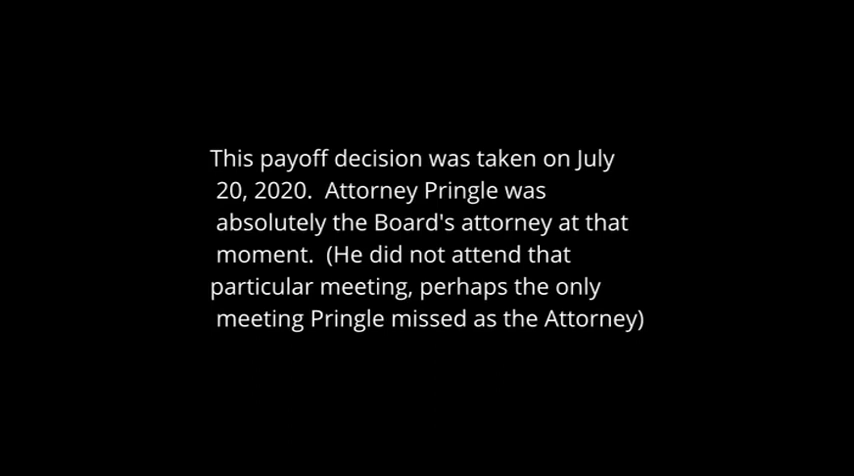 This payoff decision was taken on July
20, 2020.  Attorney Pringle was
absolutely the Board's attorney at that
moment.  (He did not attend that
particular meeting, perhaps the only
meeting Pringle missed as the Attorney)